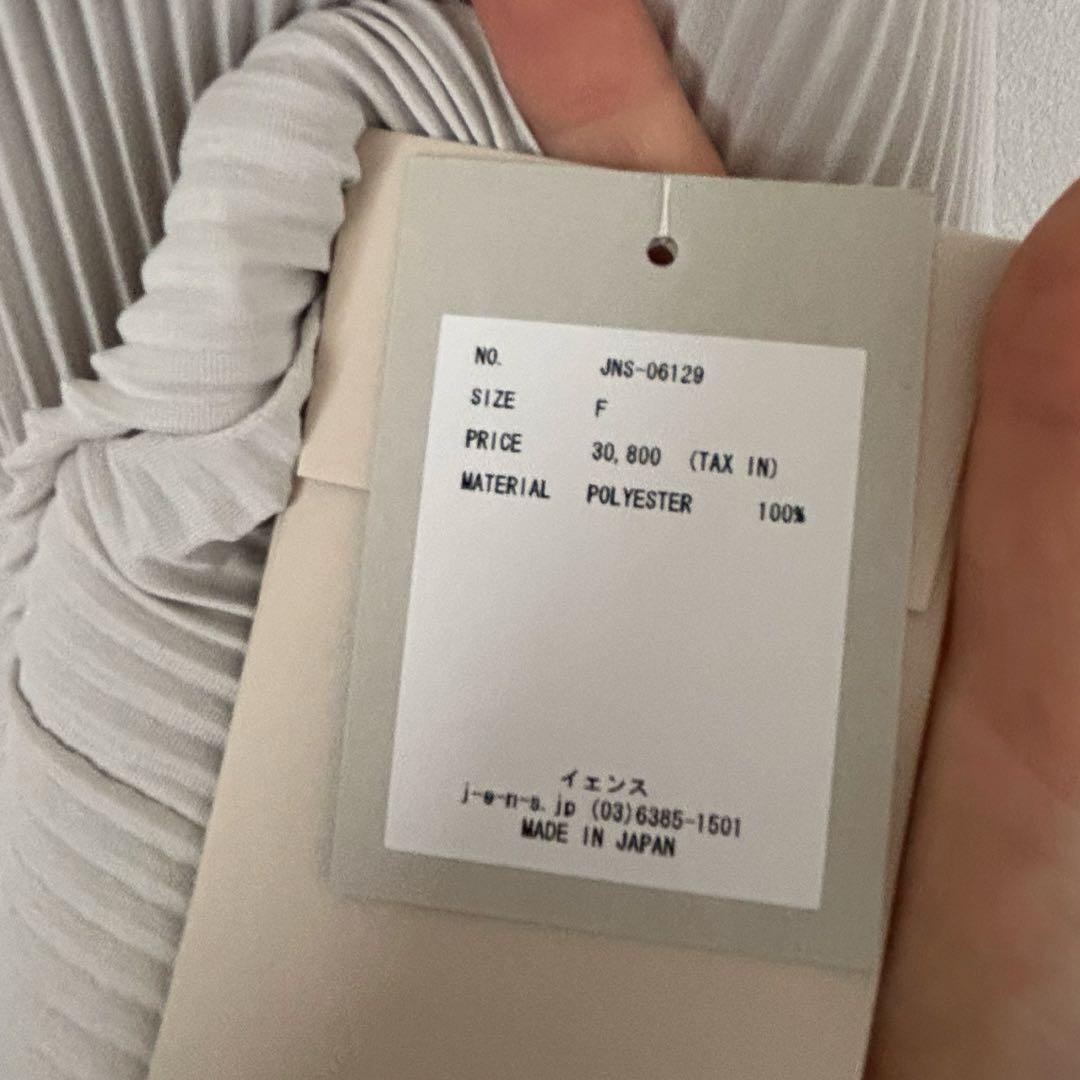 NO. JNS-06129
SIZE F
PRICE 30,800 (TAX IN)
MATERIAL POLYESTER 100%
イェンス
j-e-n-s.jp (03)6385-1501
MADE IN JAPAN